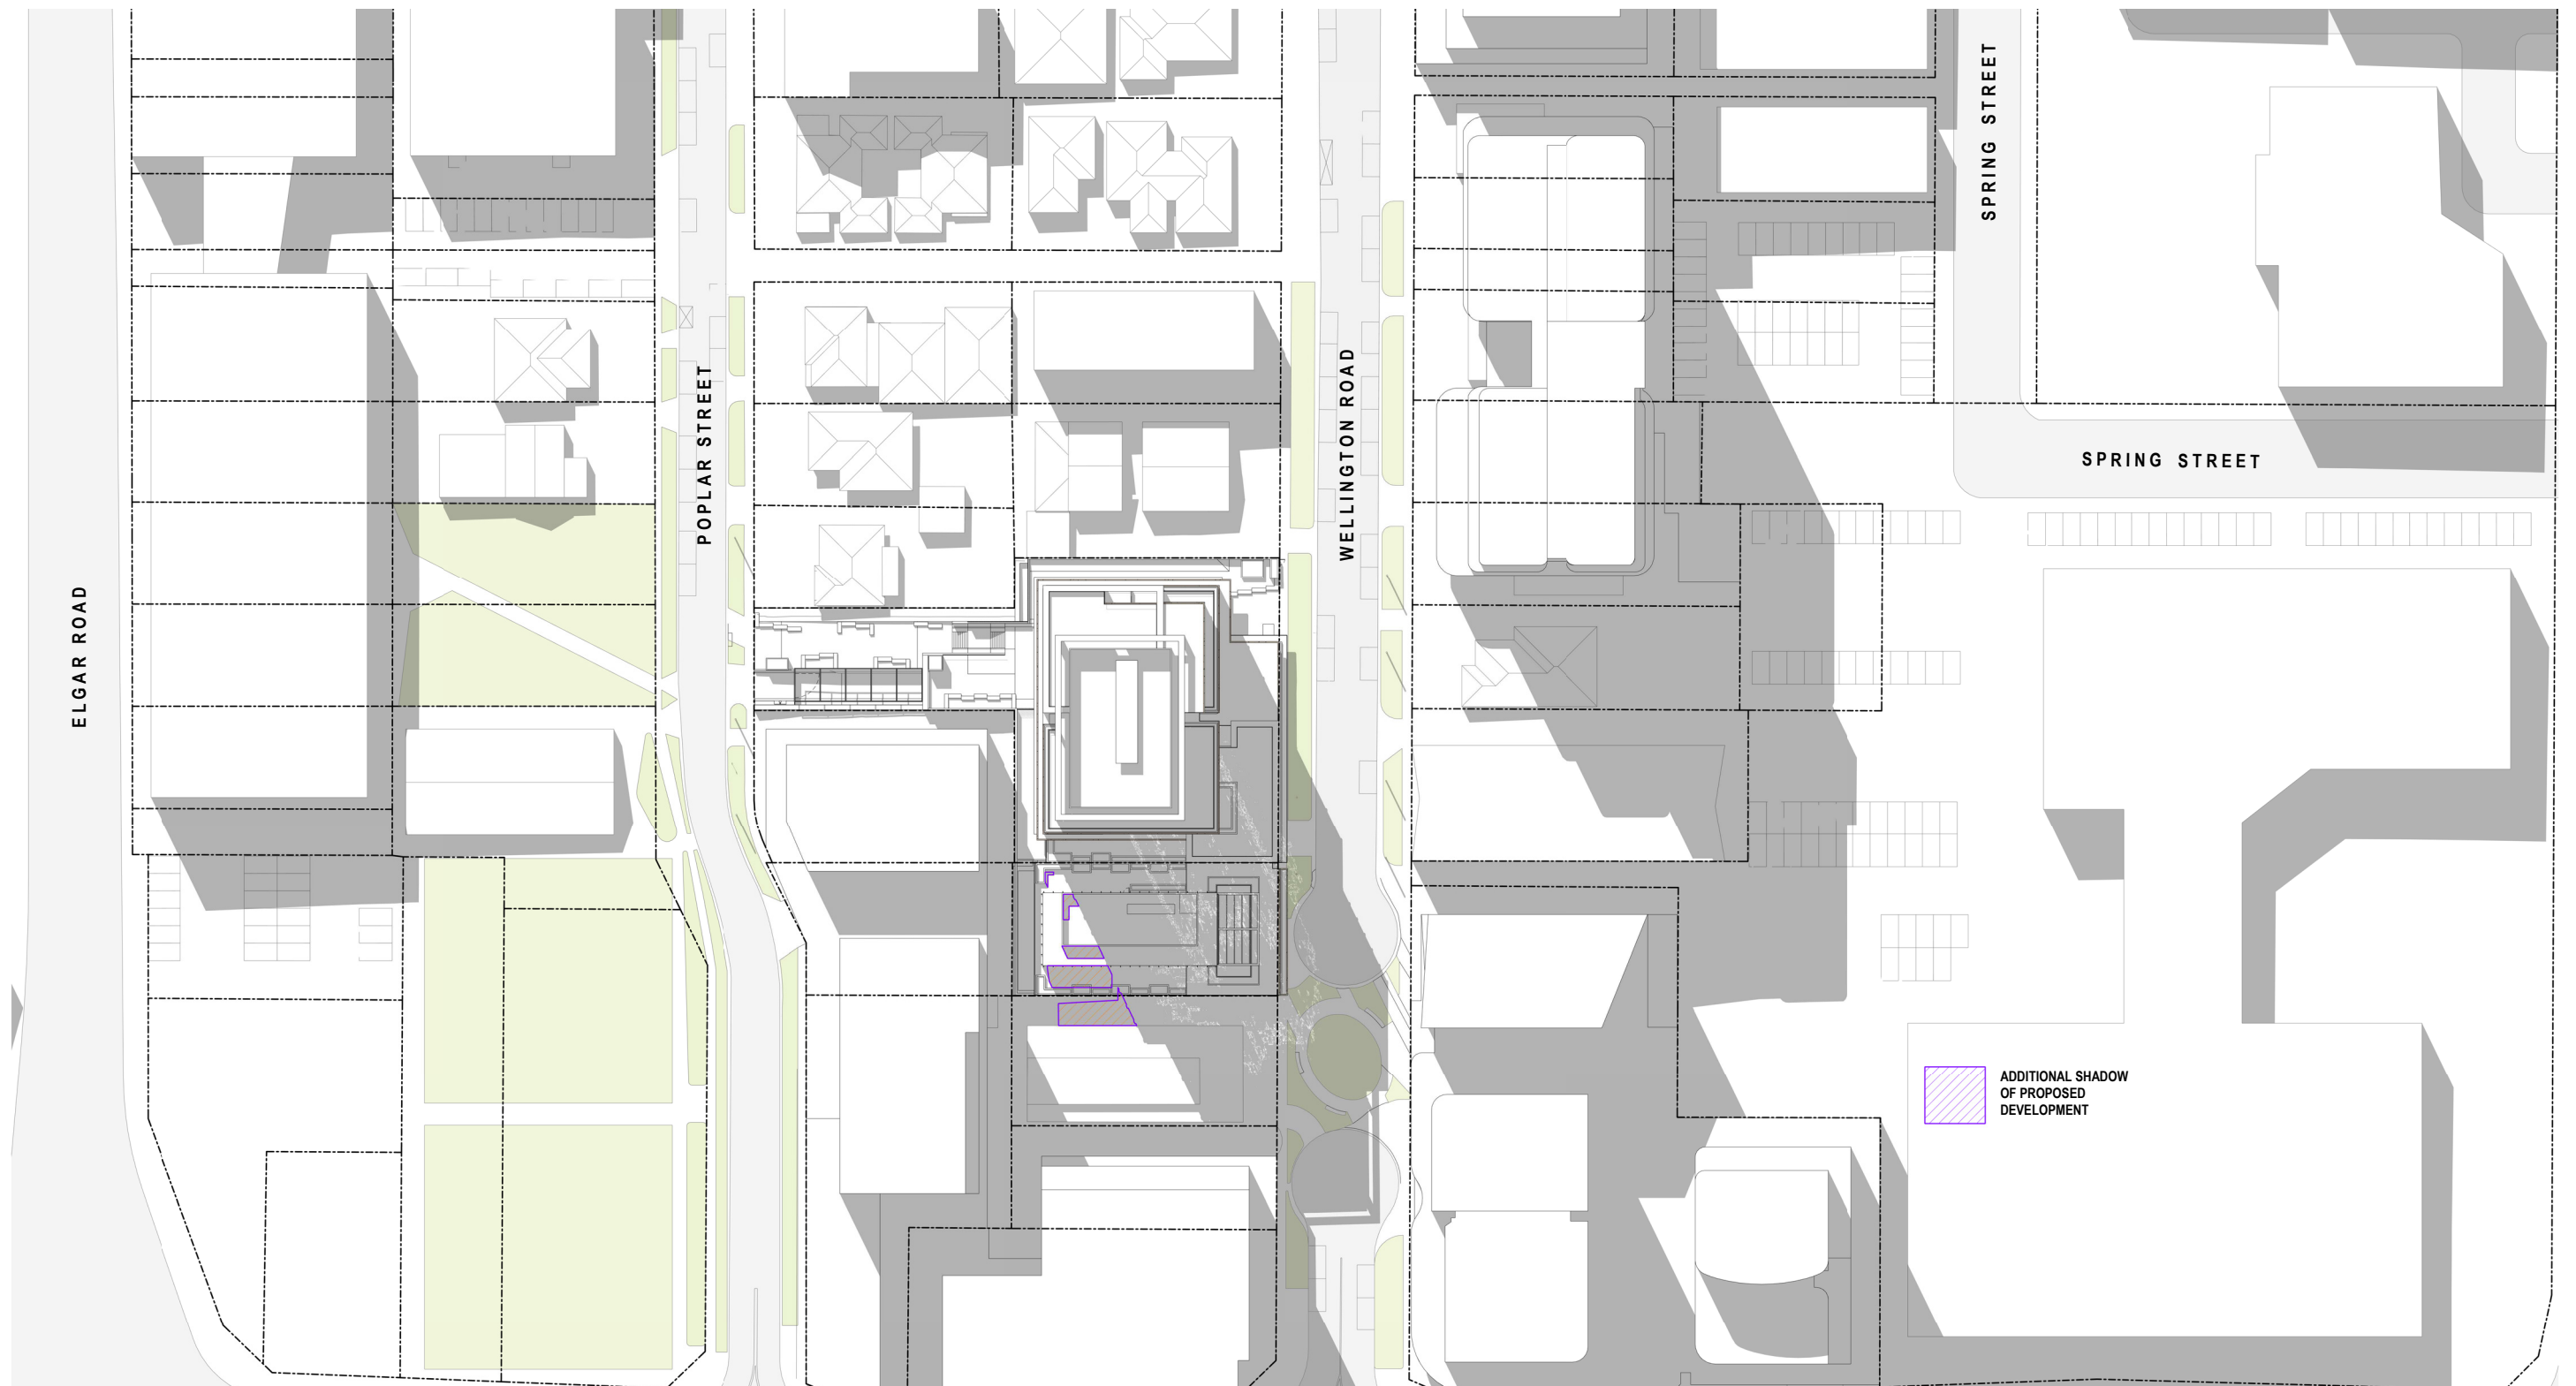 SPRING STREET
POPLAR STREET
WELLINGTON ROAD
SPRING STREET
ELGAR ROAD
ADDITIONAL SHADOW
OF PROPOSED
DEVELOPMENT